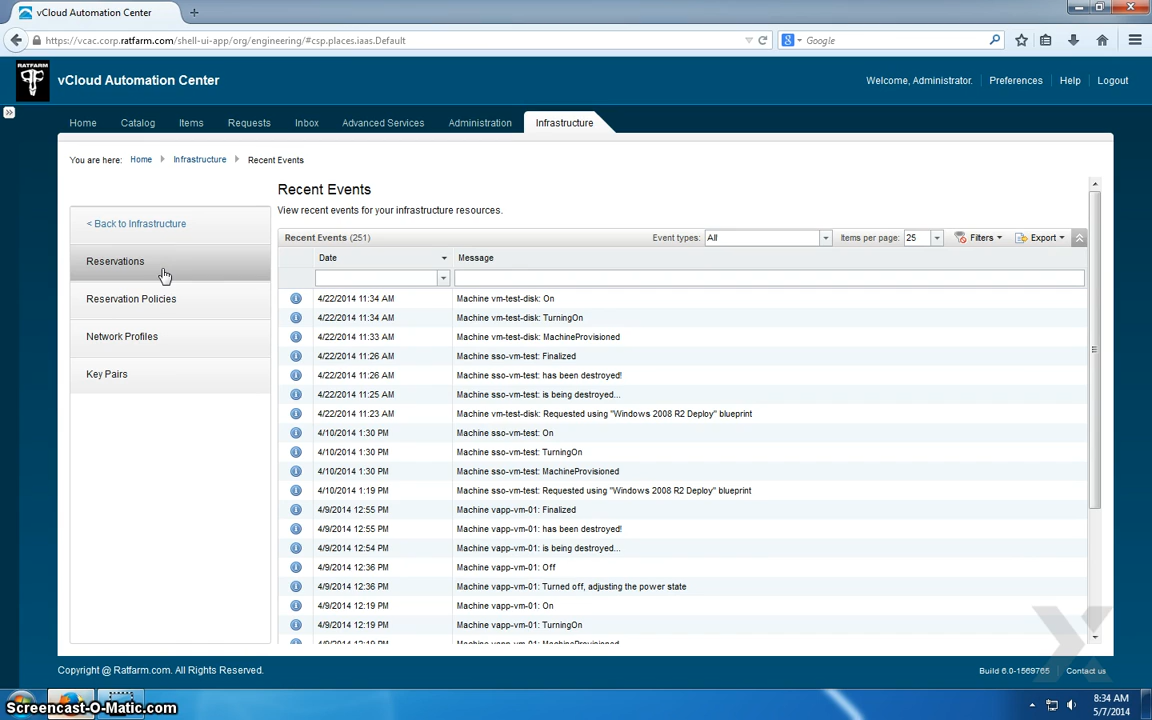 vCloud Automation Center
https://vcac.corp.ratfarm.com/shell-ui-app/org/engineering/#csp.places.iaas.Default
Google
RATFARM
vCloud Automation Center
Welcome, Administrator.
Preferences
Help
Logout
Home
Catalog
Items
Requests
Inbox
Advanced Services
Administration
Infrastructure
You are here: Home Infrastructure Recent Events
< Back to Infrastructure
Reservations
Reservation Policies
Network Profiles
Key Pairs
Recent Events
View recent events for your infrastructure resources.
Recent Events (251)
Event types: All
Items per page: 25
Filters
Export
Date Message
4/22/2014 11:34 AM Machine vm-test-disk: On
4/22/2014 11:34 AM Machine vm-test-disk: TurningOn
4/22/2014 11:33 AM Machine vm-test-disk: MachineProvisioned
4/22/2014 11:26 AM Machine sso-vm-test: Finalized
4/22/2014 11:26 AM Machine sso-vm-test: has been destroyed!
4/22/2014 11:25 AM Machine sso-vm-test: is being destroyed...
4/22/2014 11:23 AM Machine vm-test-disk: Requested using "Windows 2008 R2 Deploy" blueprint
4/10/2014 1:30 PM Machine sso-vm-test: On
4/10/2014 1:30 PM Machine sso-vm-test: TurningOn
4/10/2014 1:30 PM Machine sso-vm-test: MachineProvisioned
4/10/2014 1:19 PM Machine sso-vm-test: Requested using "Windows 2008 R2 Deploy" blueprint
4/9/2014 12:55 PM Machine vapp-vm-01: Finalized
4/9/2014 12:55 PM Machine vapp-vm-01: has been destroyed!
4/9/2014 12:54 PM Machine vapp-vm-01: is being destroyed...
4/9/2014 12:36 PM Machine vapp-vm-01: Off
4/9/2014 12:36 PM Machine vapp-vm-01: Turned off, adjusting the power state
4/9/2014 12:19 PM Machine vapp-vm-01: On
4/9/2014 12:19 PM Machine vapp-vm-01: TurningOn
4/9/2014 12:19 PM Machine vapp-vm-01: MachineProvisioned
Copyright @ Ratfarm.com. All Rights Reserved.
Build 6.0-1569765
Contact us
Screencast-O-Matic.com
8:34 AM
5/7/2014